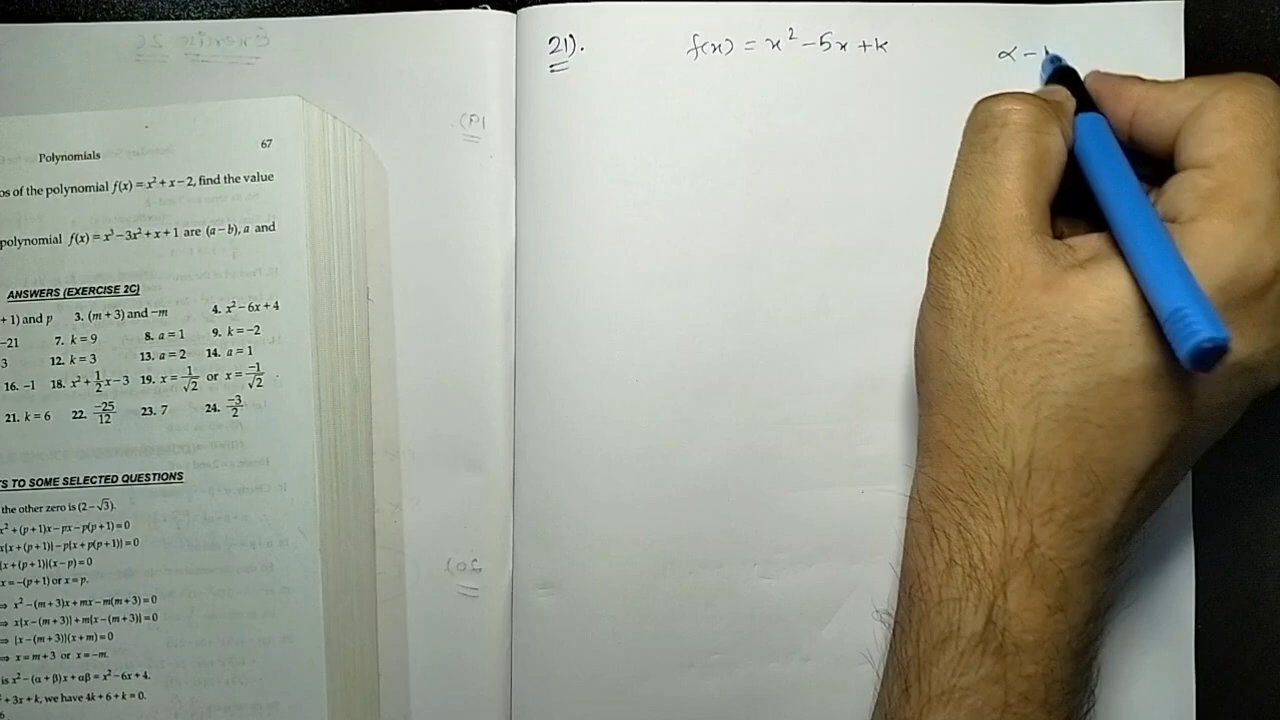 Polynomials 67
os of the polynomial f(x) = x² + x − 2, find the value
polynomial f(x) = x³ − 3x² + x + 1 are (a − b), a and
ANSWERS (EXERCISE 2C)
+ 1) and p 3. (m + 3) and −m 4. x² − 6x + 4
−21 7. k = 9 8. a = 1 9. k = −2
3 12. k = 3 13. a = 2 14. a = 1
16. −1 18. x² + 1/2 x − 3 19. x = 1/√2 or x = −1/√2
21. k = 6 22. −25/12 23. 7 24. −3/2
TS TO SOME SELECTED QUESTIONS
the other zero is (2 − √3).
x² + (p + 1)x − px − p(p + 1) = 0
x{x + (p + 1)} − p{x + p(p + 1)} = 0
{x + (p + 1)}(x − p) = 0
x = −(p + 1) or x = p.
⇒ x² − (m + 3)x + mx − m(m + 3) = 0
⇒ x{x − (m + 3)} + m{x − (m + 3)} = 0
⇒ {x − (m + 3)}(x + m) = 0
⇒ x = m + 3 or x = −m.
is x² − (α + β)x + αβ = x² − 6x + 4.
+ 3x + k, we have 4k + 6 + k = 0.
21). f(x) = x² − 5x + k α −
19)
20)
Exercise 2C